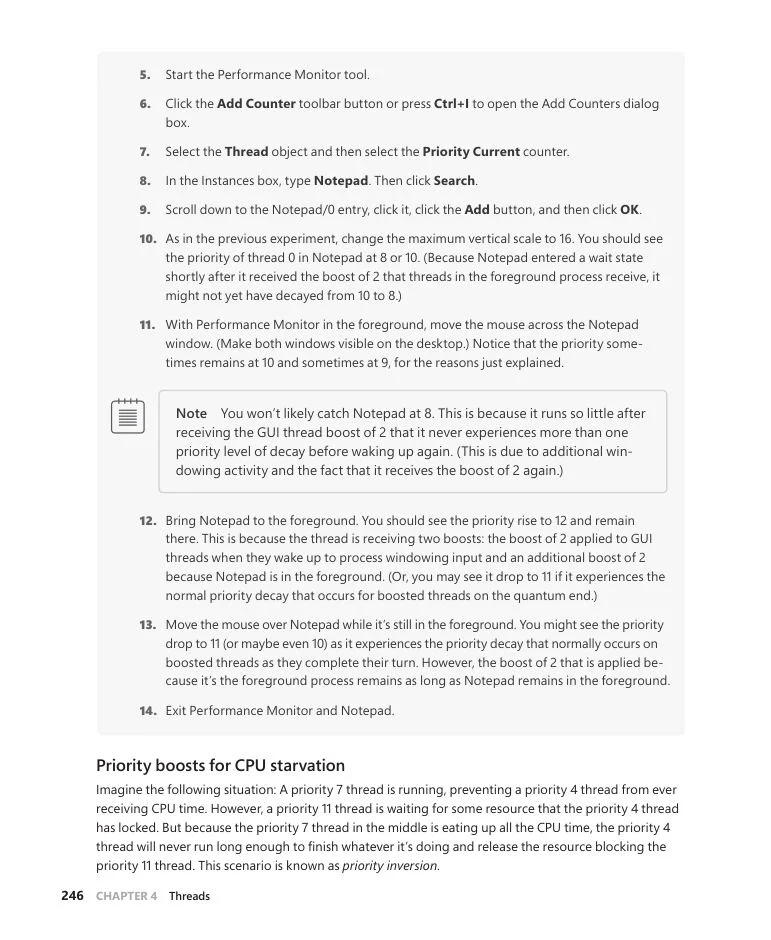 5. Start the Performance Monitor tool.
6. Click the Add Counter toolbar button or press Ctrl+I to open the Add Counters dialog
box.
7. Select the Thread object and then select the Priority Current counter.
8. In the Instances box, type Notepad. Then click Search.
9. Scroll down to the Notepad/0 entry, click it, click the Add button, and then click OK.
10. As in the previous experiment, change the maximum vertical scale to 16. You should see
the priority of thread 0 in Notepad at 8 or 10. (Because Notepad entered a wait state
shortly after it received the boost of 2 that threads in the foreground process receive, it
might not yet have decayed from 10 to 8.)
11. With Performance Monitor in the foreground, move the mouse across the Notepad
window. (Make both windows visible on the desktop.) Notice that the priority some-
times remains at 10 and sometimes at 9, for the reasons just explained.
Note You won’t likely catch Notepad at 8. This is because it runs so little after
receiving the GUI thread boost of 2 that it never experiences more than one
priority level of decay before waking up again. (This is due to additional win-
dowing activity and the fact that it receives the boost of 2 again.)
12. Bring Notepad to the foreground. You should see the priority rise to 12 and remain
there. This is because the thread is receiving two boosts: the boost of 2 applied to GUI
threads when they wake up to process windowing input and an additional boost of 2
because Notepad is in the foreground. (Or, you may see it drop to 11 if it experiences the
normal priority decay that occurs for boosted threads on the quantum end.)
13. Move the mouse over Notepad while it’s still in the foreground. You might see the priority
drop to 11 (or maybe even 10) as it experiences the priority decay that normally occurs on
boosted threads as they complete their turn. However, the boost of 2 that is applied be-
cause it’s the foreground process remains as long as Notepad remains in the foreground.
14. Exit Performance Monitor and Notepad.
Priority boosts for CPU starvation
Imagine the following situation: A priority 7 thread is running, preventing a priority 4 thread from ever
receiving CPU time. However, a priority 11 thread is waiting for some resource that the priority 4 thread
has locked. But because the priority 7 thread in the middle is eating up all the CPU time, the priority 4
thread will never run long enough to finish whatever it’s doing and release the resource blocking the
priority 11 thread. This scenario is known as priority inversion.
246 CHAPTER 4 Threads